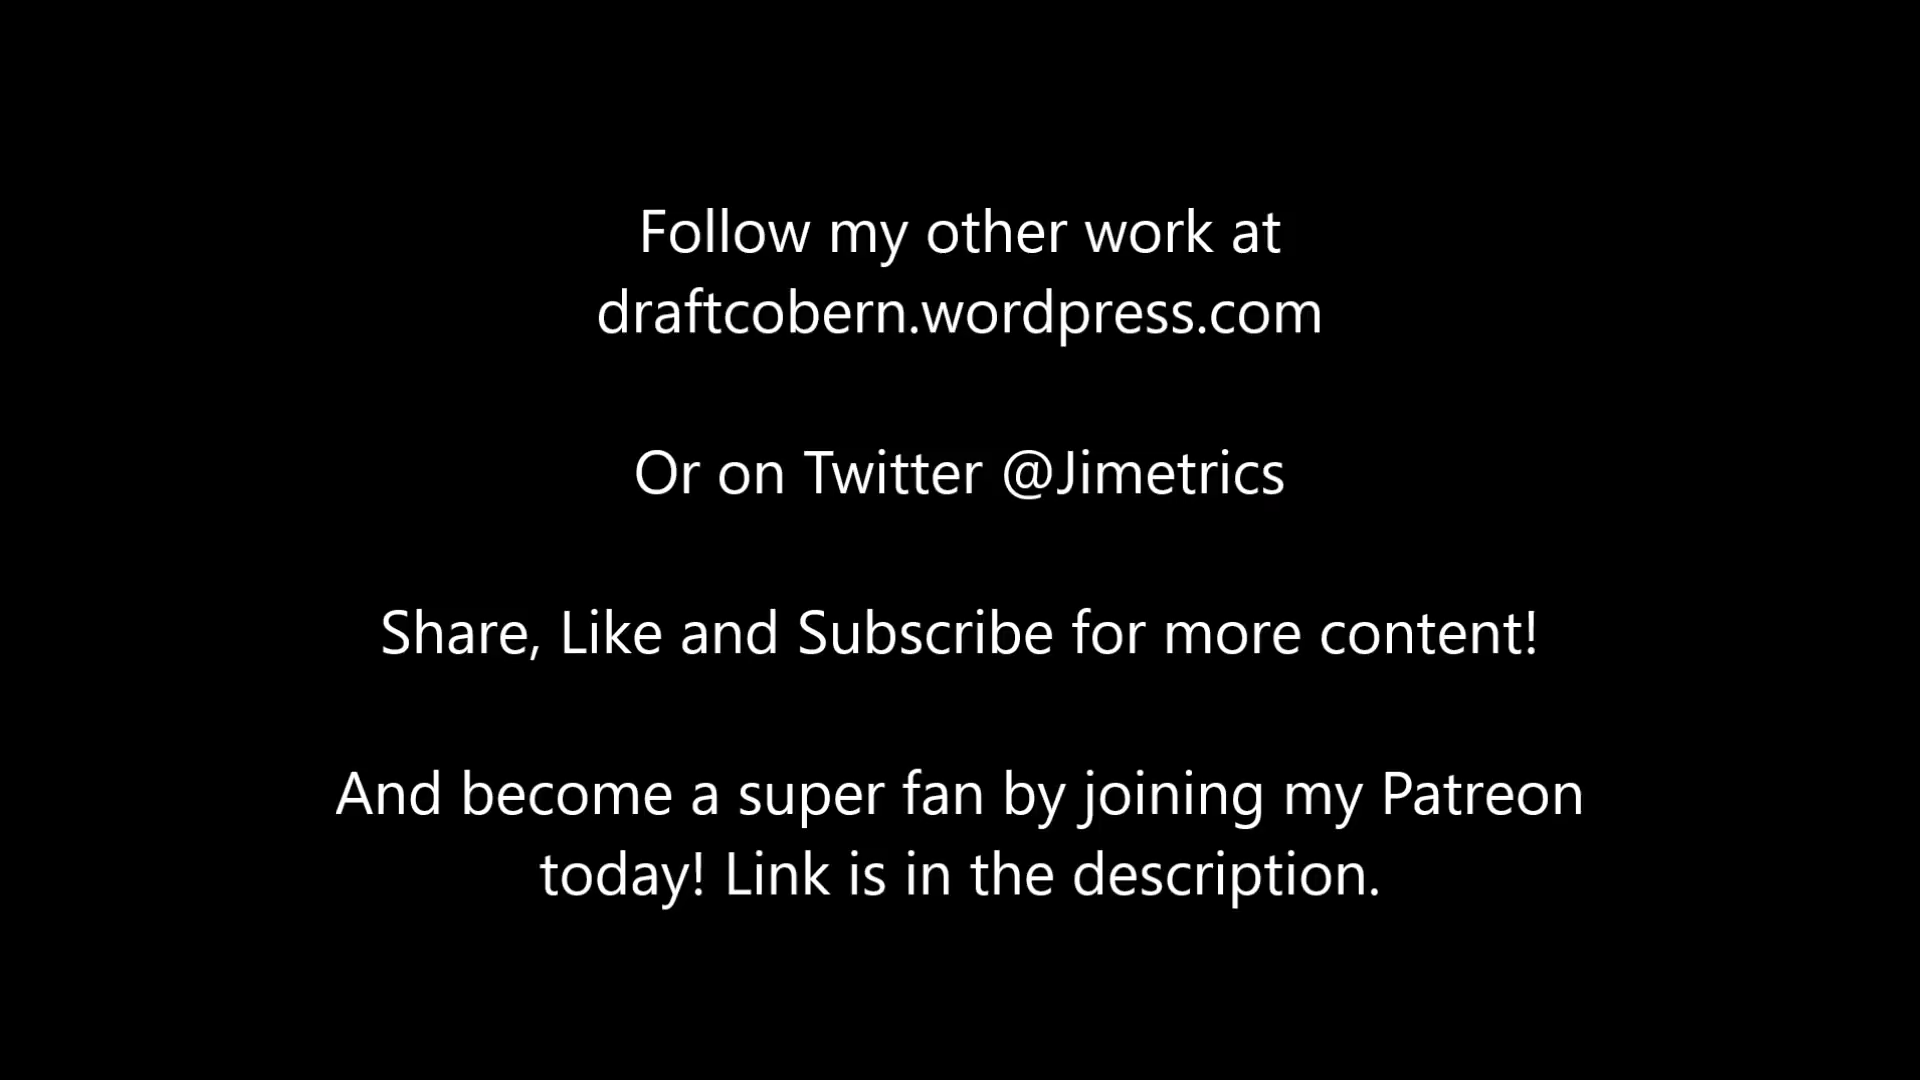 Follow my other work at
draftcobern.wordpress.com
Or on Twitter @Jimetrics
Share, Like and Subscribe for more content!
And become a super fan by joining my Patreon
today! Link is in the description.